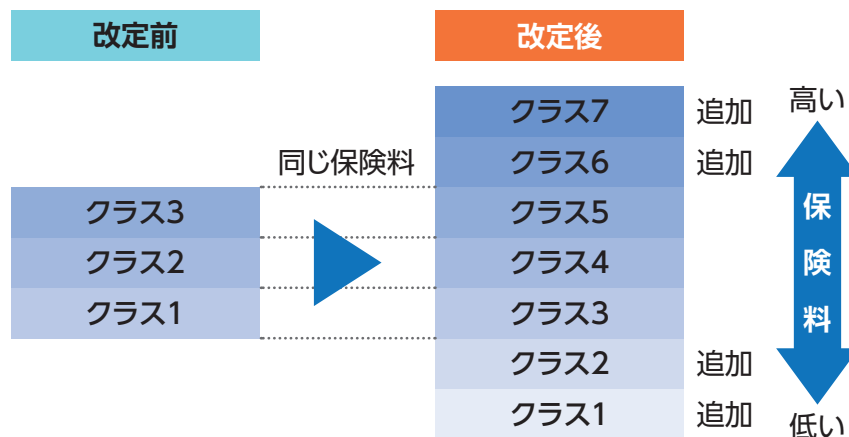 改定前
改定後
クラス7 追加 高い
同じ保険料 クラス6 追加
クラス3 クラス5
クラス2 クラス4
クラス1 クラス3
クラス2 追加
クラス1 追加 低い
保険料